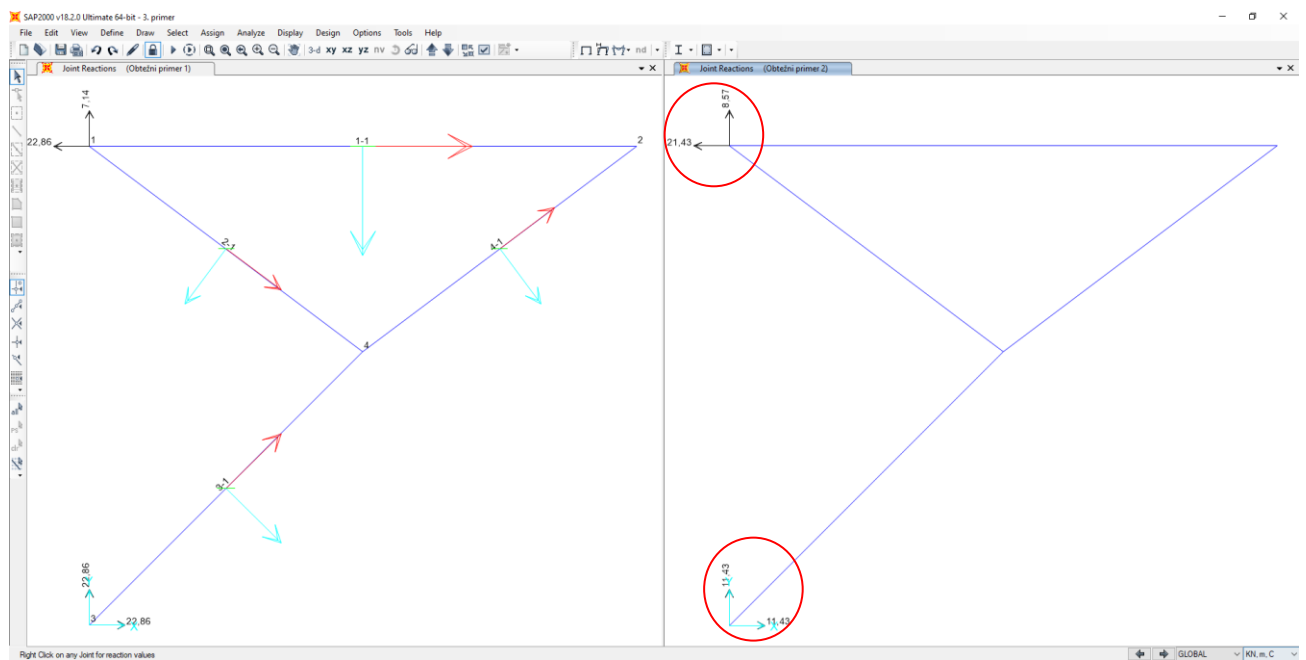 SAP2000 v18.2.0 Ultimate 64-bit - 3. primer
File Edit View Define Draw Select Assign Analyze Display Design Options Tools Help
3-d xy xz yz nv nd
Joint Reactions (Obtežni primer 1)
Joint Reactions (Obtežni primer 2)
7,14
22,86
1
1-1
2
2-1
4-1
4
3-1
22,86
3
22,86
X
8,57
21,43
11,43
11,43
X
Right Click on any Joint for reaction values
GLOBAL
KN, m, C